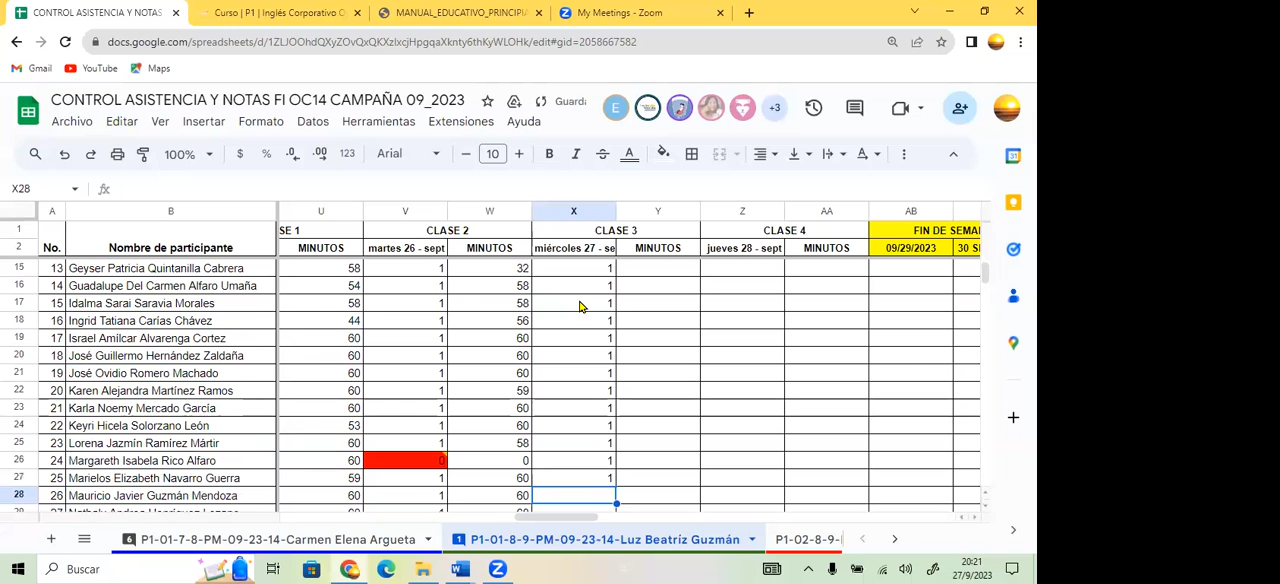 CONTROL ASISTENCIA Y NOTAS
Curso | P1 | Inglés Corporativo O
MANUAL_EDUCATIVO_PRINCIPIA
My Meetings - Zoom
docs.google.com/spreadsheets/d/1ZLJOOhdQXyZOvQxQKXzIxcjHpgqaXknty6thKyWLOHk/edit#gid=2058667582
Gmail YouTube Maps
CONTROL ASISTENCIA Y NOTAS FI OC14 CAMPAÑA 09_2023 Guarda
E +3
Archivo Editar Ver Insertar Formato Datos Herramientas Extensiones Ayuda
100% $ % .0 .00 123 Arial 10 B I S A
X28 fx
A B U V W X Y Z AA AB
1 SE 1 CLASE 2 CLASE 3 CLASE 4 FIN DE SEMA
2 No. Nombre de participante MINUTOS martes 26 - sept MINUTOS miércoles 27 - se MINUTOS jueves 28 - sept MINUTOS 09/29/2023 30 S
15 13 Geyser Patricia Quintanilla Cabrera 58 1 32 1
16 14 Guadalupe Del Carmen Alfaro Umaña 54 1 58 1
17 15 Idalma Sarai Saravia Morales 58 1 58 1
18 16 Ingrid Tatiana Carías Chávez 44 1 56 1
19 17 Israel Amílcar Alvarenga Cortez 60 1 60 1
20 18 José Guillermo Hernández Zaldaña 60 1 60 1
21 19 José Ovidio Romero Machado 60 1 60 1
22 20 Karen Alejandra Martínez Ramos 60 1 59 1
23 21 Karla Noemy Mercado García 60 1 60 1
24 22 Keyri Hicela Solorzano León 53 1 60 1
25 23 Lorena Jazmín Ramírez Mártir 60 1 58 1
26 24 Margareth Isabela Rico Alfaro 60 0 0 1
27 25 Marielos Elizabeth Navarro Guerra 59 1 60 1
28 26 Mauricio Javier Guzmán Mendoza 60 1 60
6 P1-01-7-8-PM-09-23-14-Carmen Elena Argueta 1 P1-01-8-9-PM-09-23-14-Luz Beatríz Guzmán P1-02-8-9-
Buscar
20:21
27/9/2023